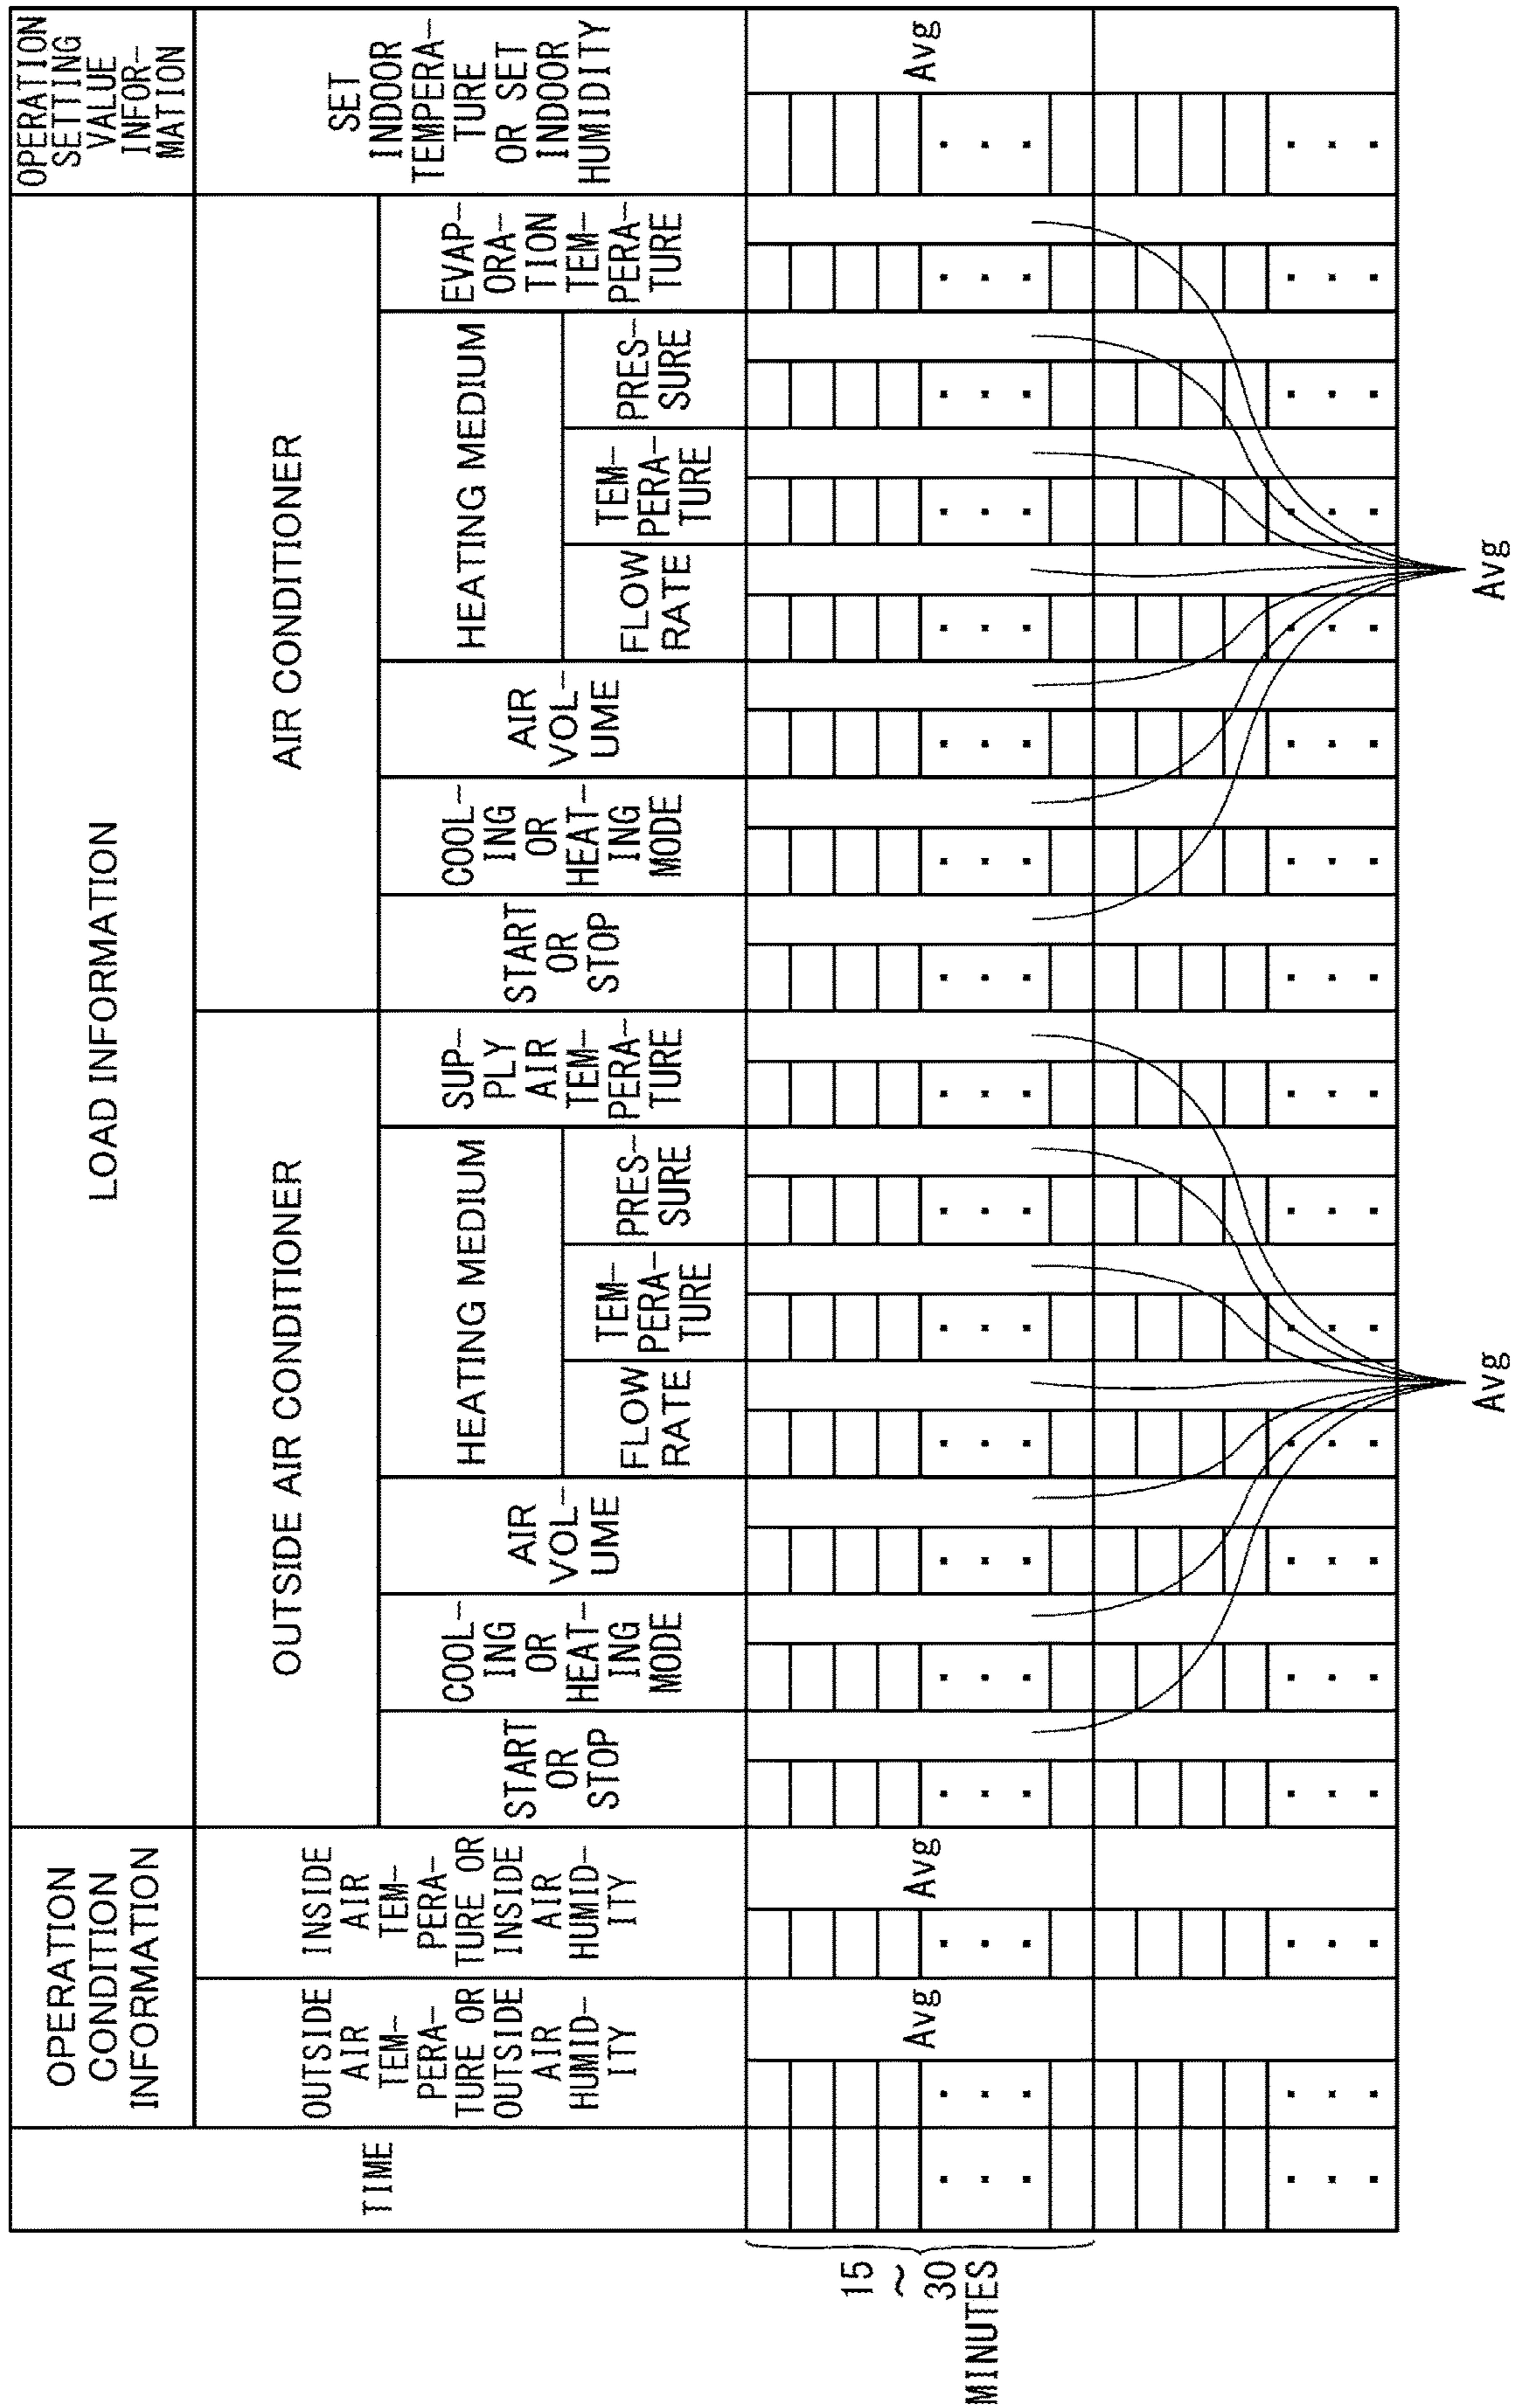 OPERATION
CONDITION
INFORMATION
LOAD INFORMATION
OPERATION
SETTING
VALUE
INFOR-
MATION
TIME
OUTSIDE
AIR
TEM-
PERA-
TURE OR
OUTSIDE
AIR
HUMID-
ITY
INSIDE
AIR
TEM-
PERA-
TURE OR
INSIDE
AIR
HUMID-
ITY
OUTSIDE AIR CONDITIONER
AIR CONDITIONER
SET
INDOOR
TEMPERA-
TURE
OR SET
INDOOR
HUMIDITY
START
OR
STOP
COOL-
ING
OR
HEAT-
ING
MODE
AIR
VOL-
UME
HEATING MEDIUM
FLOW
RATE
TEM-
PERA-
TURE
PRES-
SURE
SUP-
PLY
AIR
TEM-
PERA-
TURE
START
OR
STOP
COOL-
ING
OR
HEAT-
ING
MODE
AIR
VOL-
UME
HEATING MEDIUM
FLOW
RATE
TEM-
PERA-
TURE
PRES-
SURE
EVAP-
ORA-
TION
TEM-
PERA-
TURE
15
~
30
MINUTES
Avg
Avg
Avg
Avg
Avg